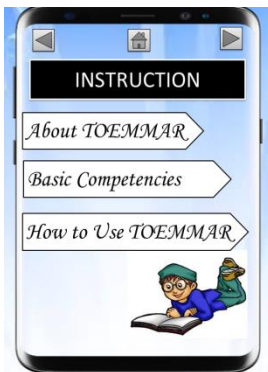 INSTRUCTION
About TOEMMAR
Basic Competencies
How to Use TOEMMAR